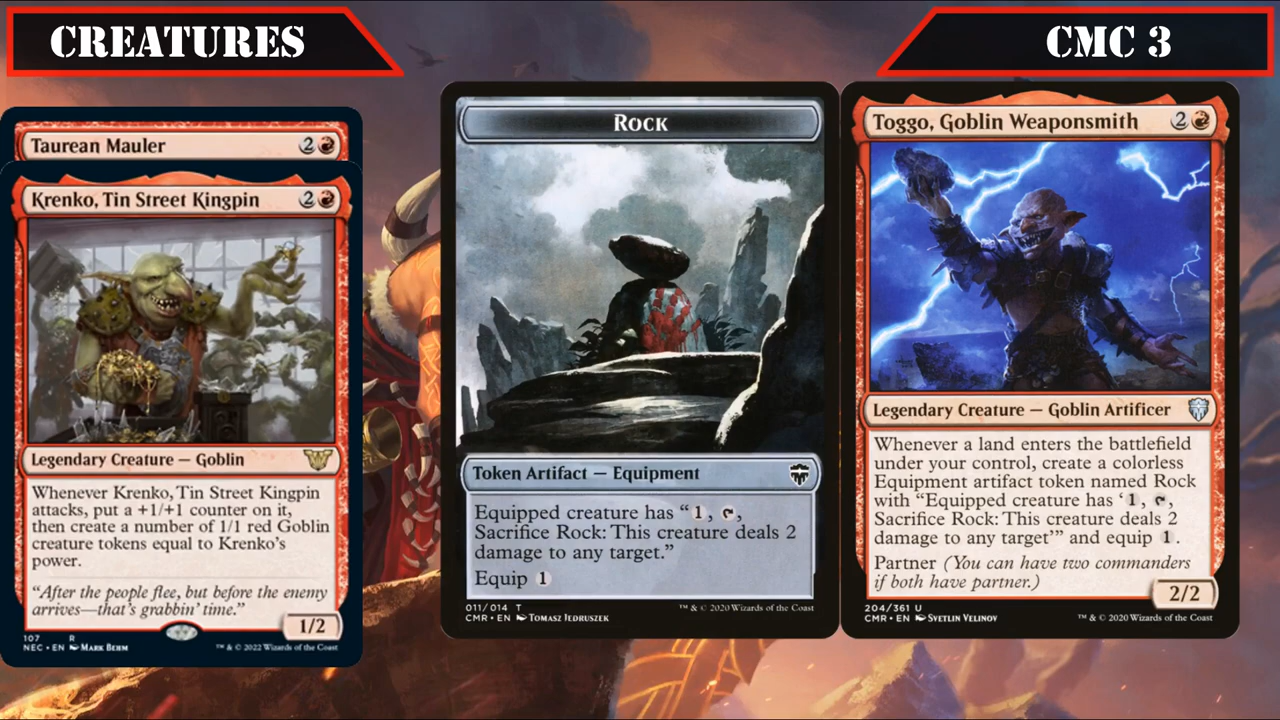 CREATURES
CMC 3
Taurean Mauler 2
Krenko, Tin Street Kingpin 2
Legendary Creature — Goblin
Whenever Krenko, Tin Street Kingpin
attacks, put a +1/+1 counter on it,
then create a number of 1/1 red Goblin
creature tokens equal to Krenko's
power.
“After the people flee, but before the enemy
arrives—that's grabbin' time.”
1/2
107 R
NEC • EN Mark Behm
™ & © 2022 Wizards of the Coast
Rock
Token Artifact — Equipment
Equipped creature has “1, ,
Sacrifice Rock: This creature deals 2
damage to any target.”
Equip 1
011/014 T
CMR • EN Tomasz Jedruszek
™ & © 2020 Wizards of the Coast
Toggo, Goblin Weaponsmith 2
Legendary Creature — Goblin Artificer
Whenever a land enters the battlefield
under your control, create a colorless
Equipment artifact token named Rock
with “Equipped creature has ‘1, ,
Sacrifice Rock: This creature deals 2
damage to any target’” and equip 1.
Partner (You can have two commanders
if both have partner.)
2/2
204/361 U
CMR • EN Svetlin Velinov
™ & © 2020 Wizards of the Coast